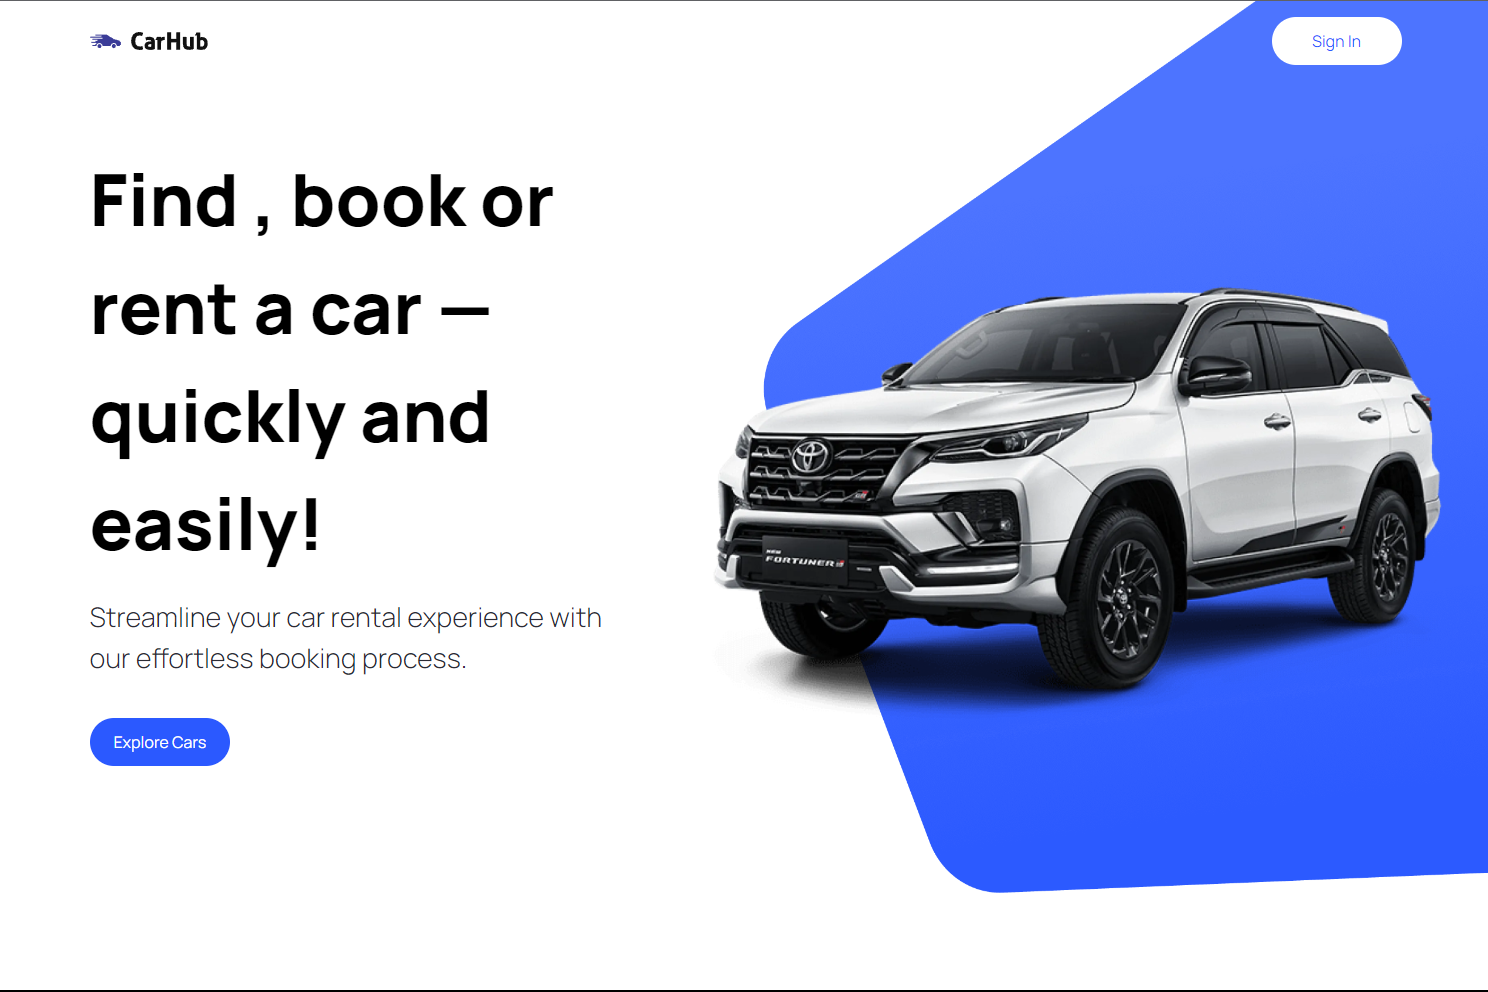 CarHub
Sign In
Find , book or
rent a car —
quickly and
easily!
Streamline your car rental experience with
our effortless booking process.
Explore Cars
NEW
FORTUNER